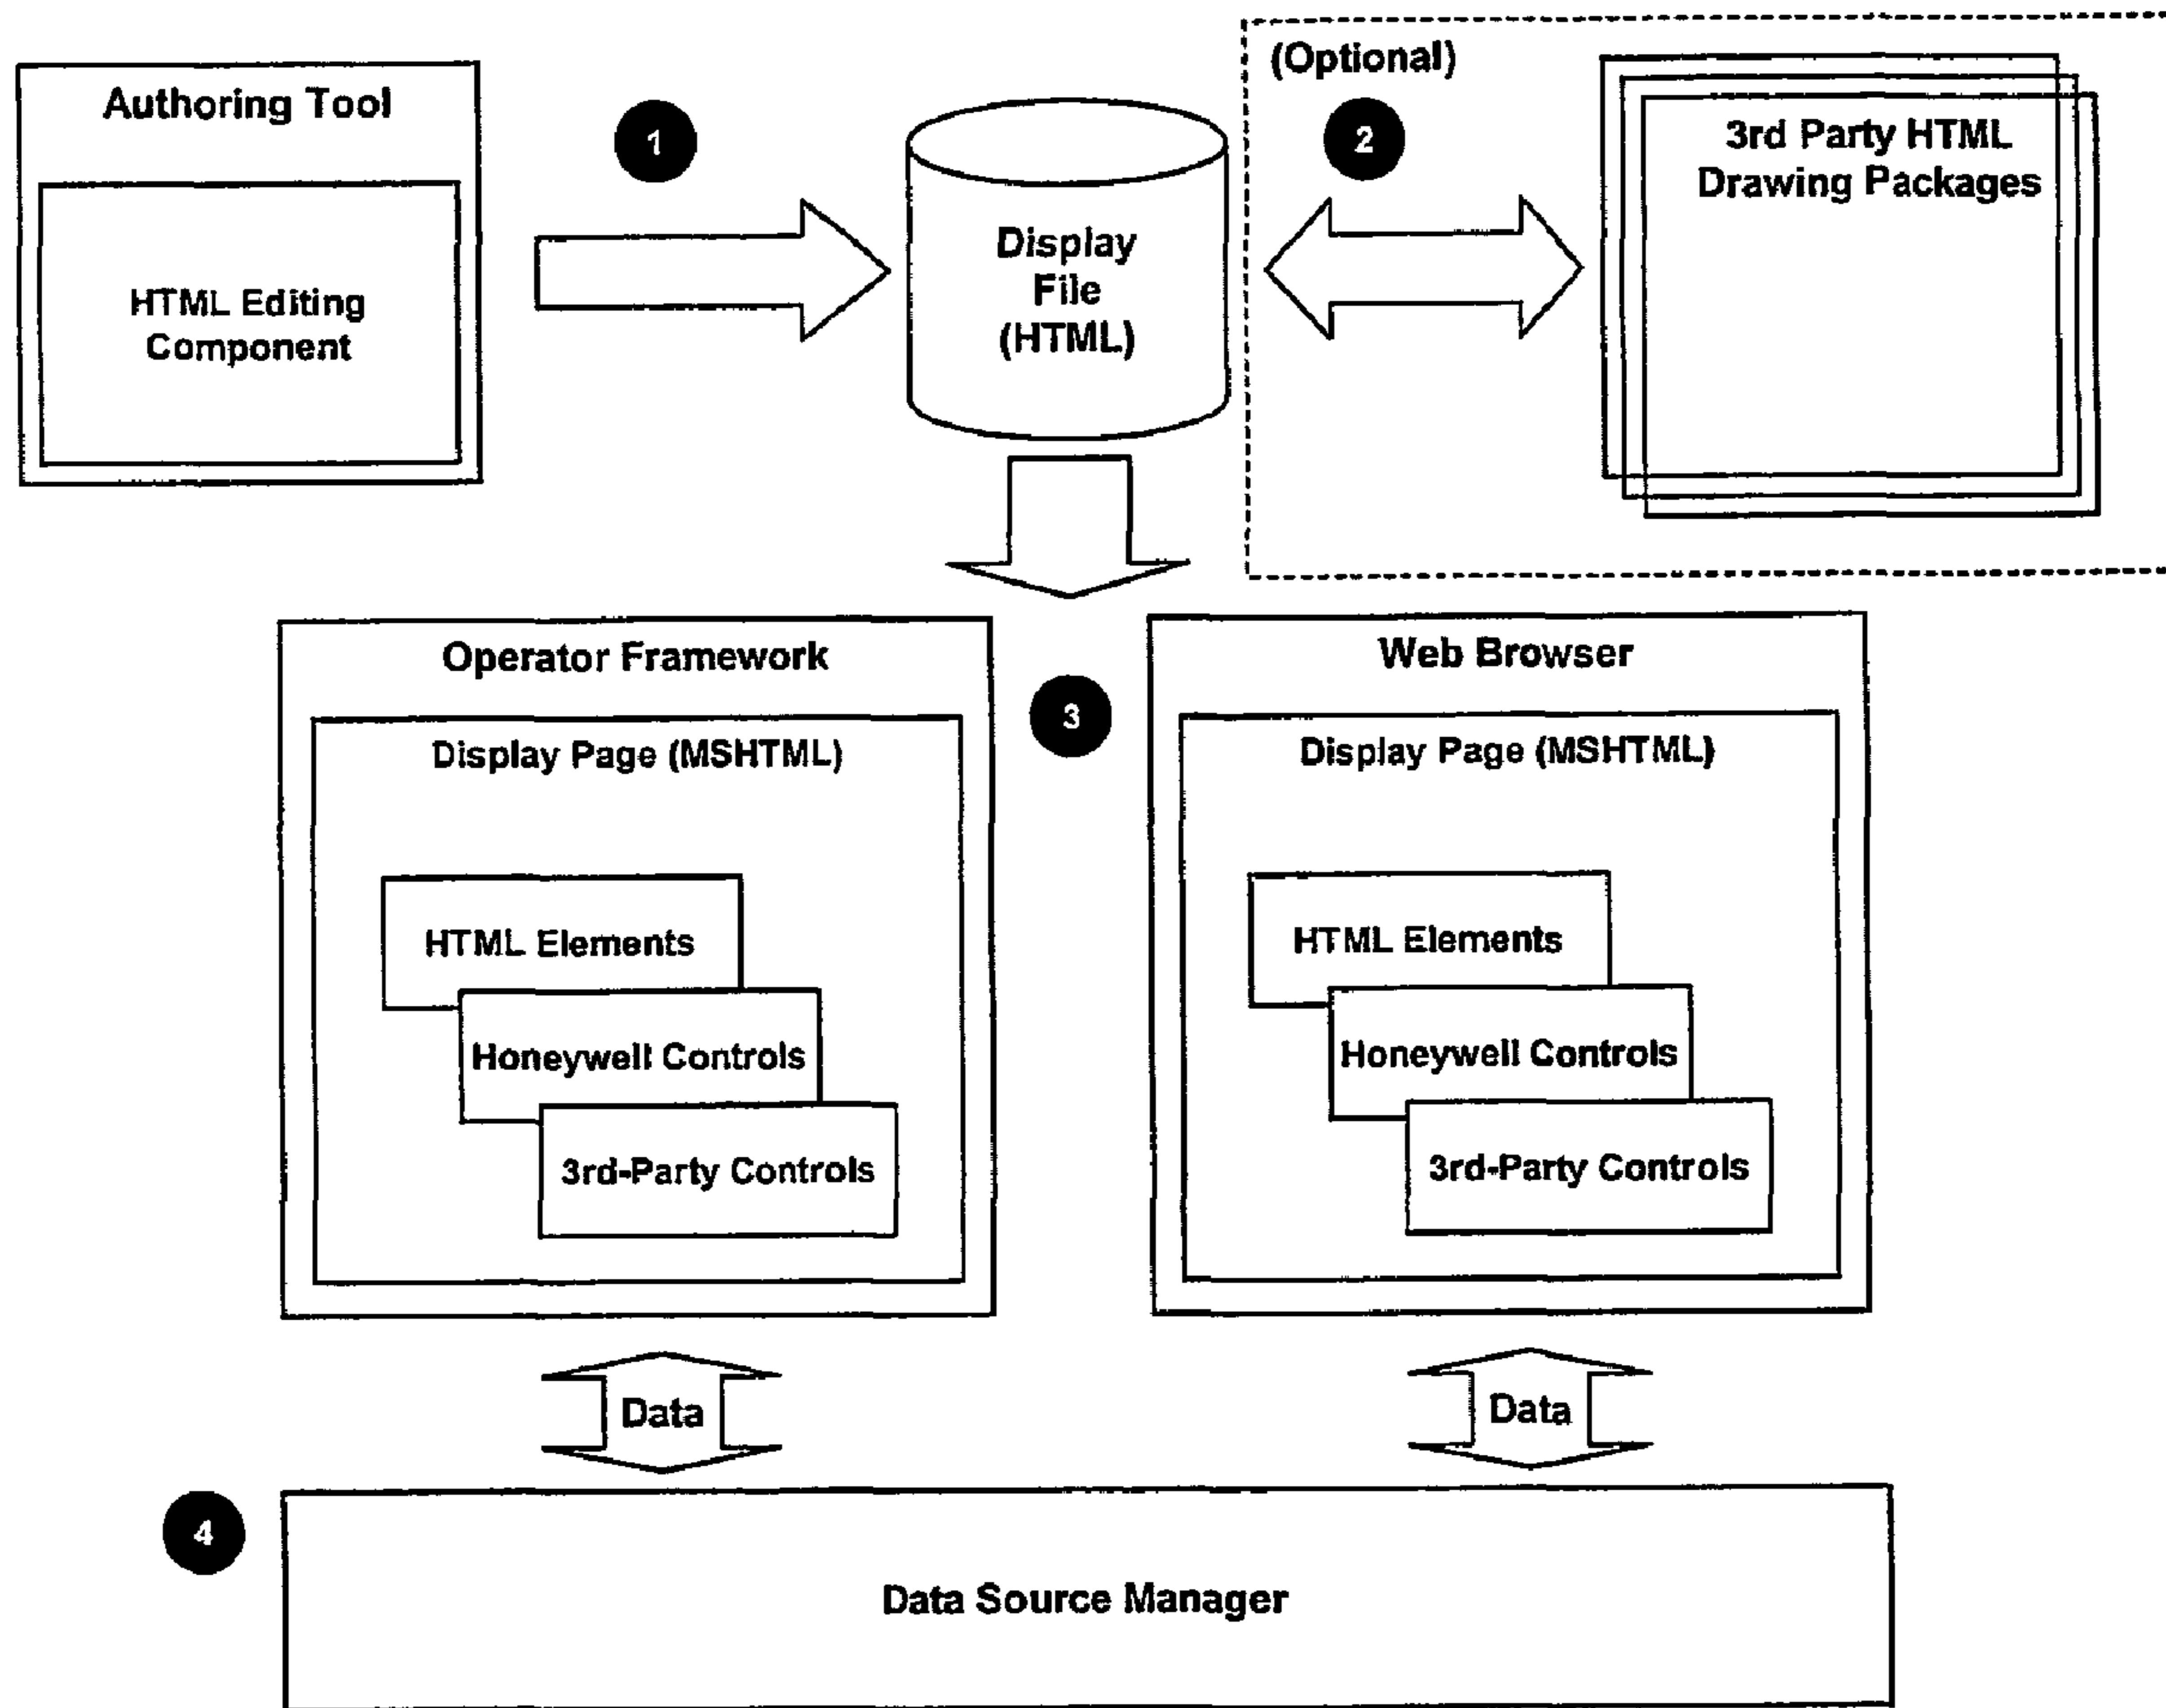 (Optional)
Authoring Tool
1
2
3rd Party HTML
Drawing Packages
HTML Editing
Component
Display
File
(HTML)
Operator Framework
Web Browser
3
Display Page (MSHTML)
Display Page (MSHTML)
HTML Elements
HTML Elements
Honeywell Controls
Honeywell Controls
3rd-Party Controls
3rd-Party Controls
Data
Data
4
Data Source Manager